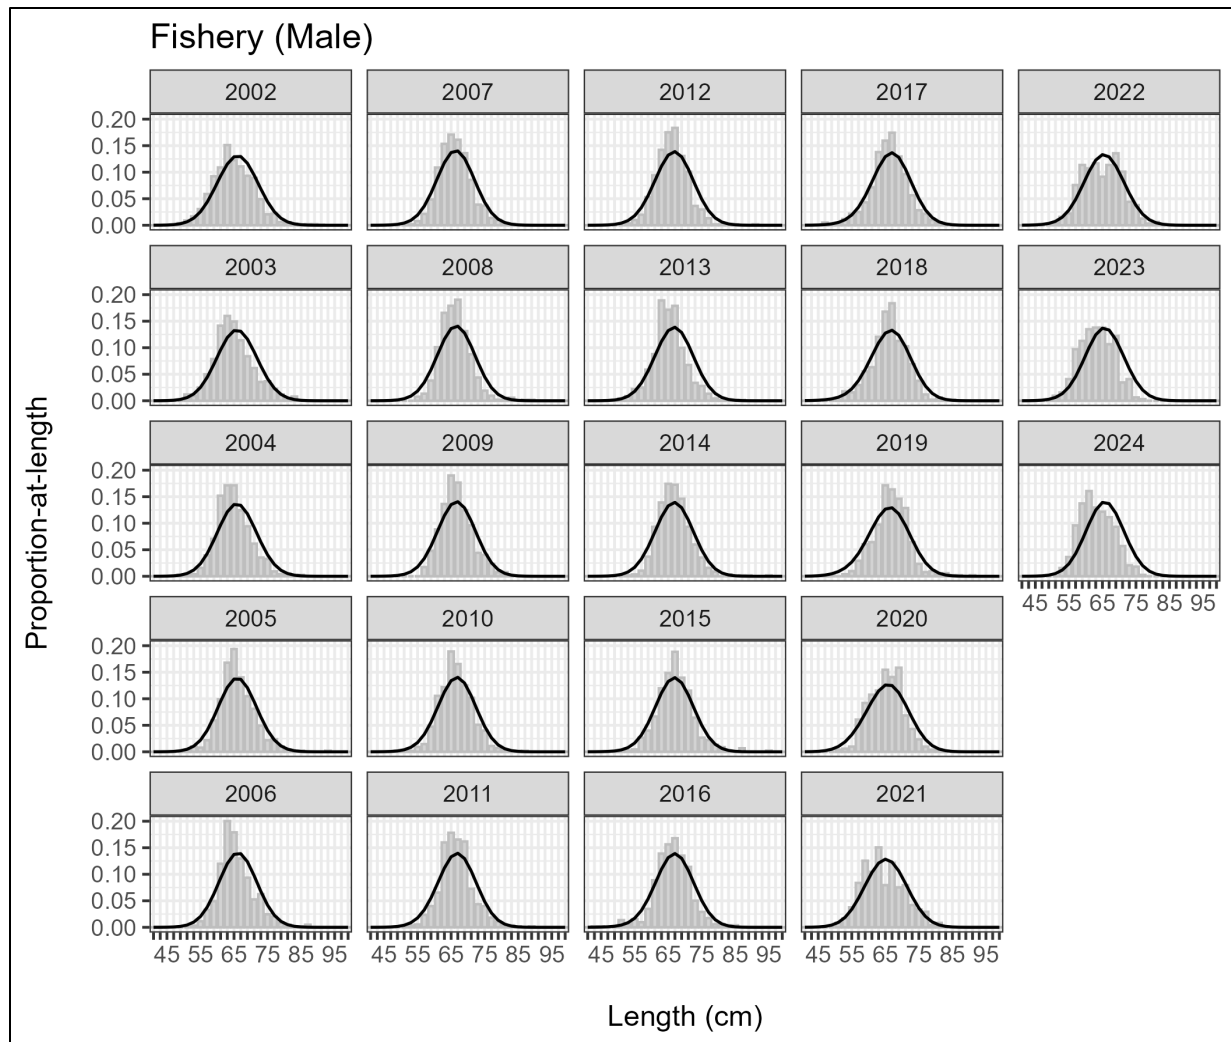 Fishery (Male)
2002 2007 2012 2017 2022
0.20
0.15
0.10
0.05
0.00
2003 2008 2013 2018 2023
0.20
0.15
0.10
0.05
0.00
2004 2009 2014 2019 2024
0.20
0.15
0.10
0.05
0.00
45 55 65 75 85 95
2005 2010 2015 2020
0.20
0.15
0.10
0.05
0.00
2006 2011 2016 2021
0.20
0.15
0.10
0.05
0.00
45 55 65 75 85 95 45 55 65 75 85 95 45 55 65 75 85 95 45 55 65 75 85 95
Proportion-at-length
Length (cm)